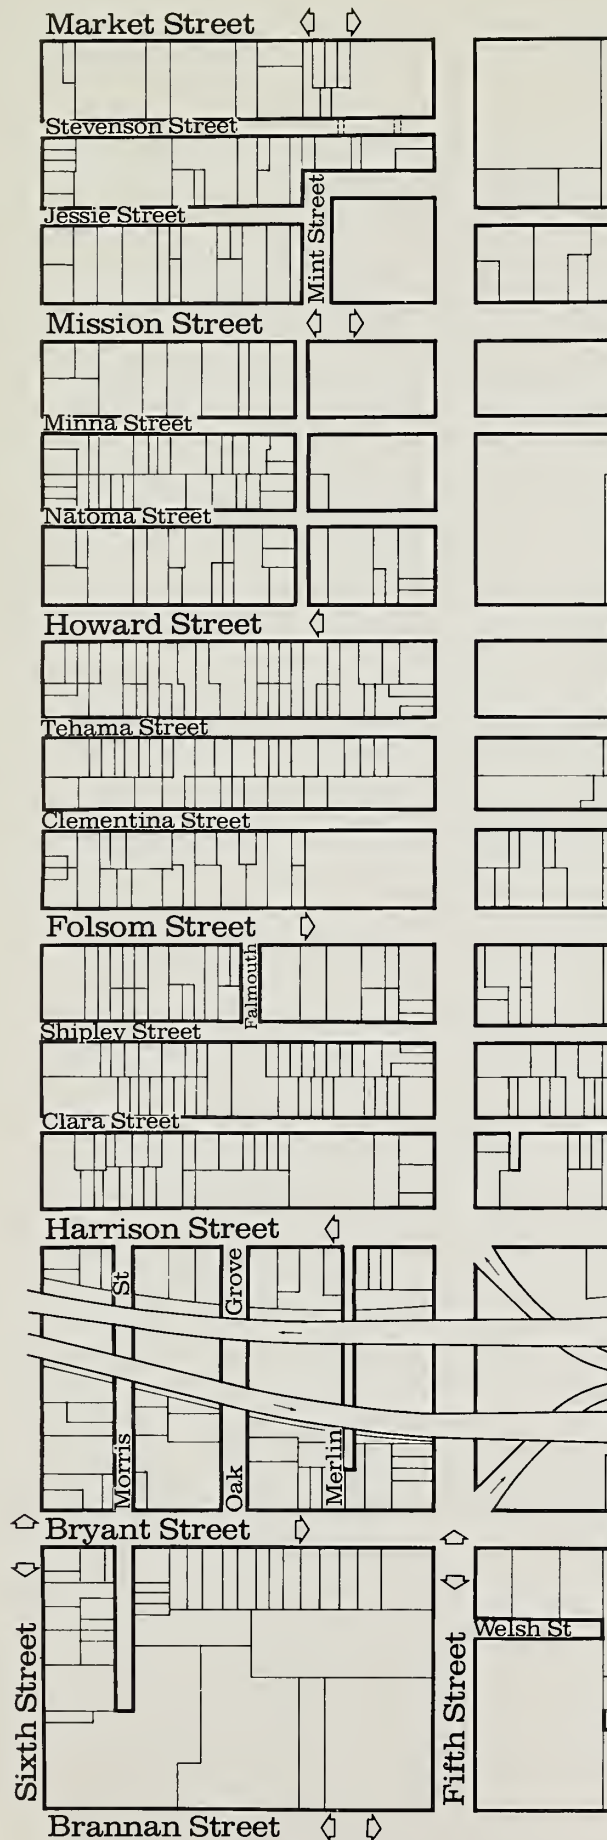 Market Street
Stevenson Street
Jessie Street
Mint Street
Mission Street
Minna Street
Natoma Street
Howard Street
Tehama Street
Clementina Street
Folsom Street
Falmouth
Shipley Street
Clara Street
Harrison Street
Morris St
Oak Grove
Merlin
Bryant Street
Sixth Street
Fifth Street
Welsh St
Brannan Street